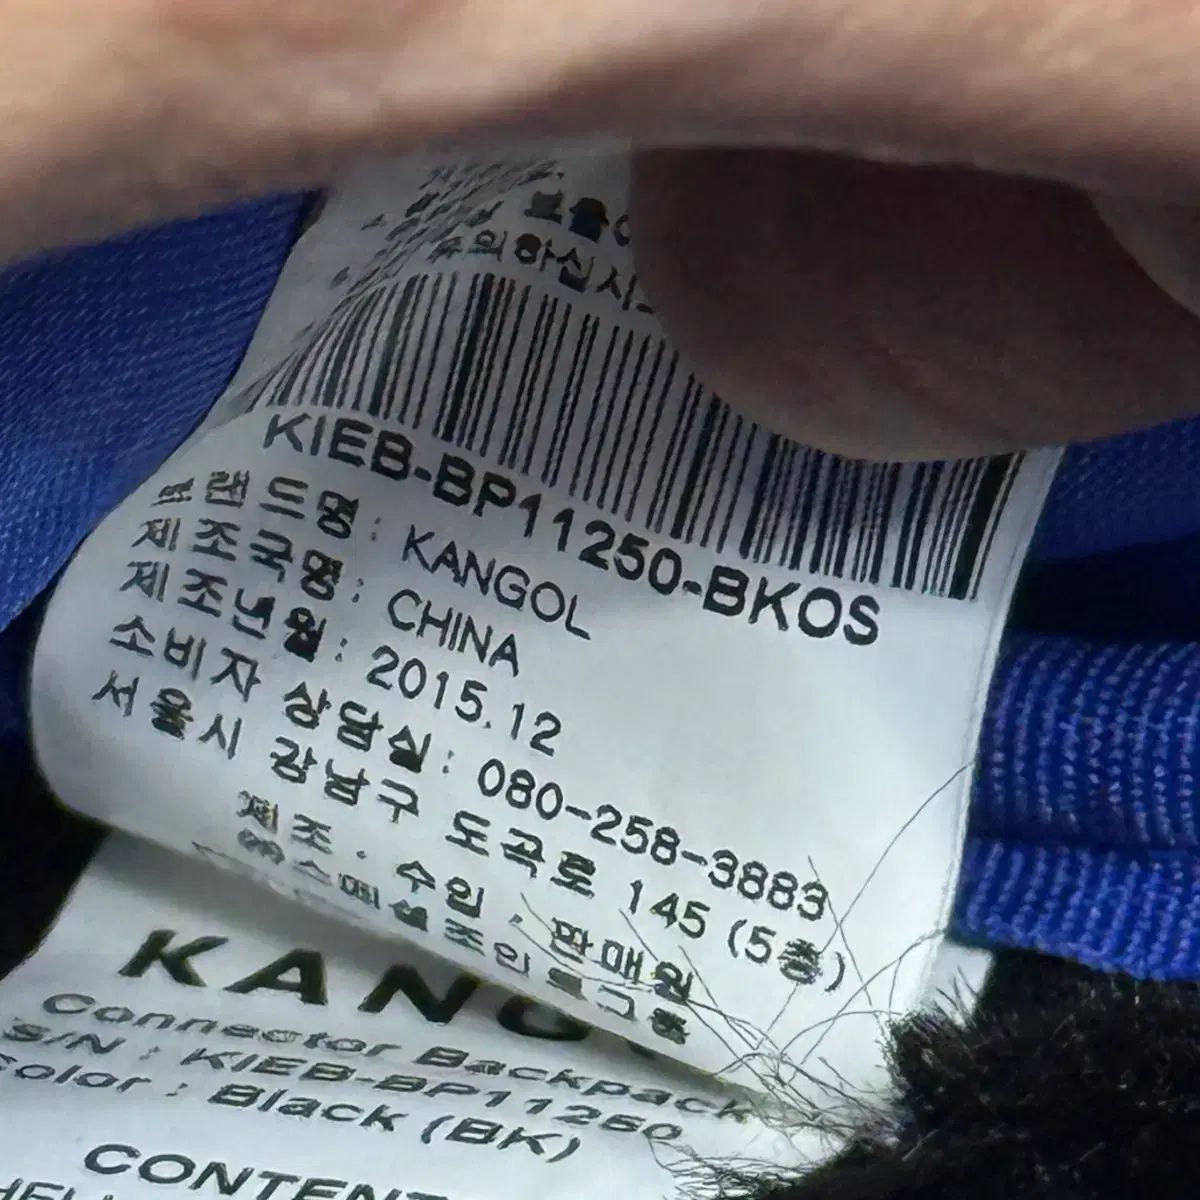 주의하십시
KIEB-BP11250-BKOS
브랜드명 : KANGOL
제조국명 : CHINA
제조년월 : 2015.12
소비자 상담실 : 080-258-3883
서울시 강남구 도곡로 145 (5층)
제조 . 수입 . 판매원
KANG
Connector Backpack
S/N : KIEB-BP11250
Color : Black (BK)
CONTENT